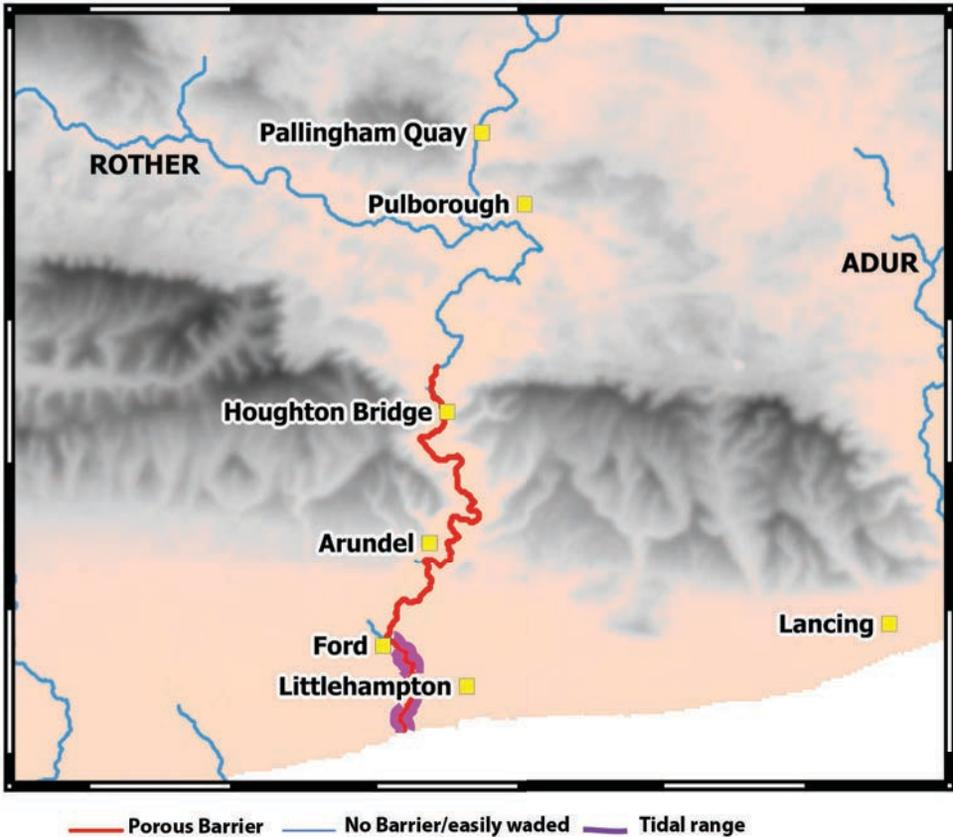 Pallingham Quay
ROTHER
Pulborough
ADUR
Houghton Bridge
Arundel
Lancing
Ford
Littlehampton
Porous Barrier No Barrier/easily waded Tidal range